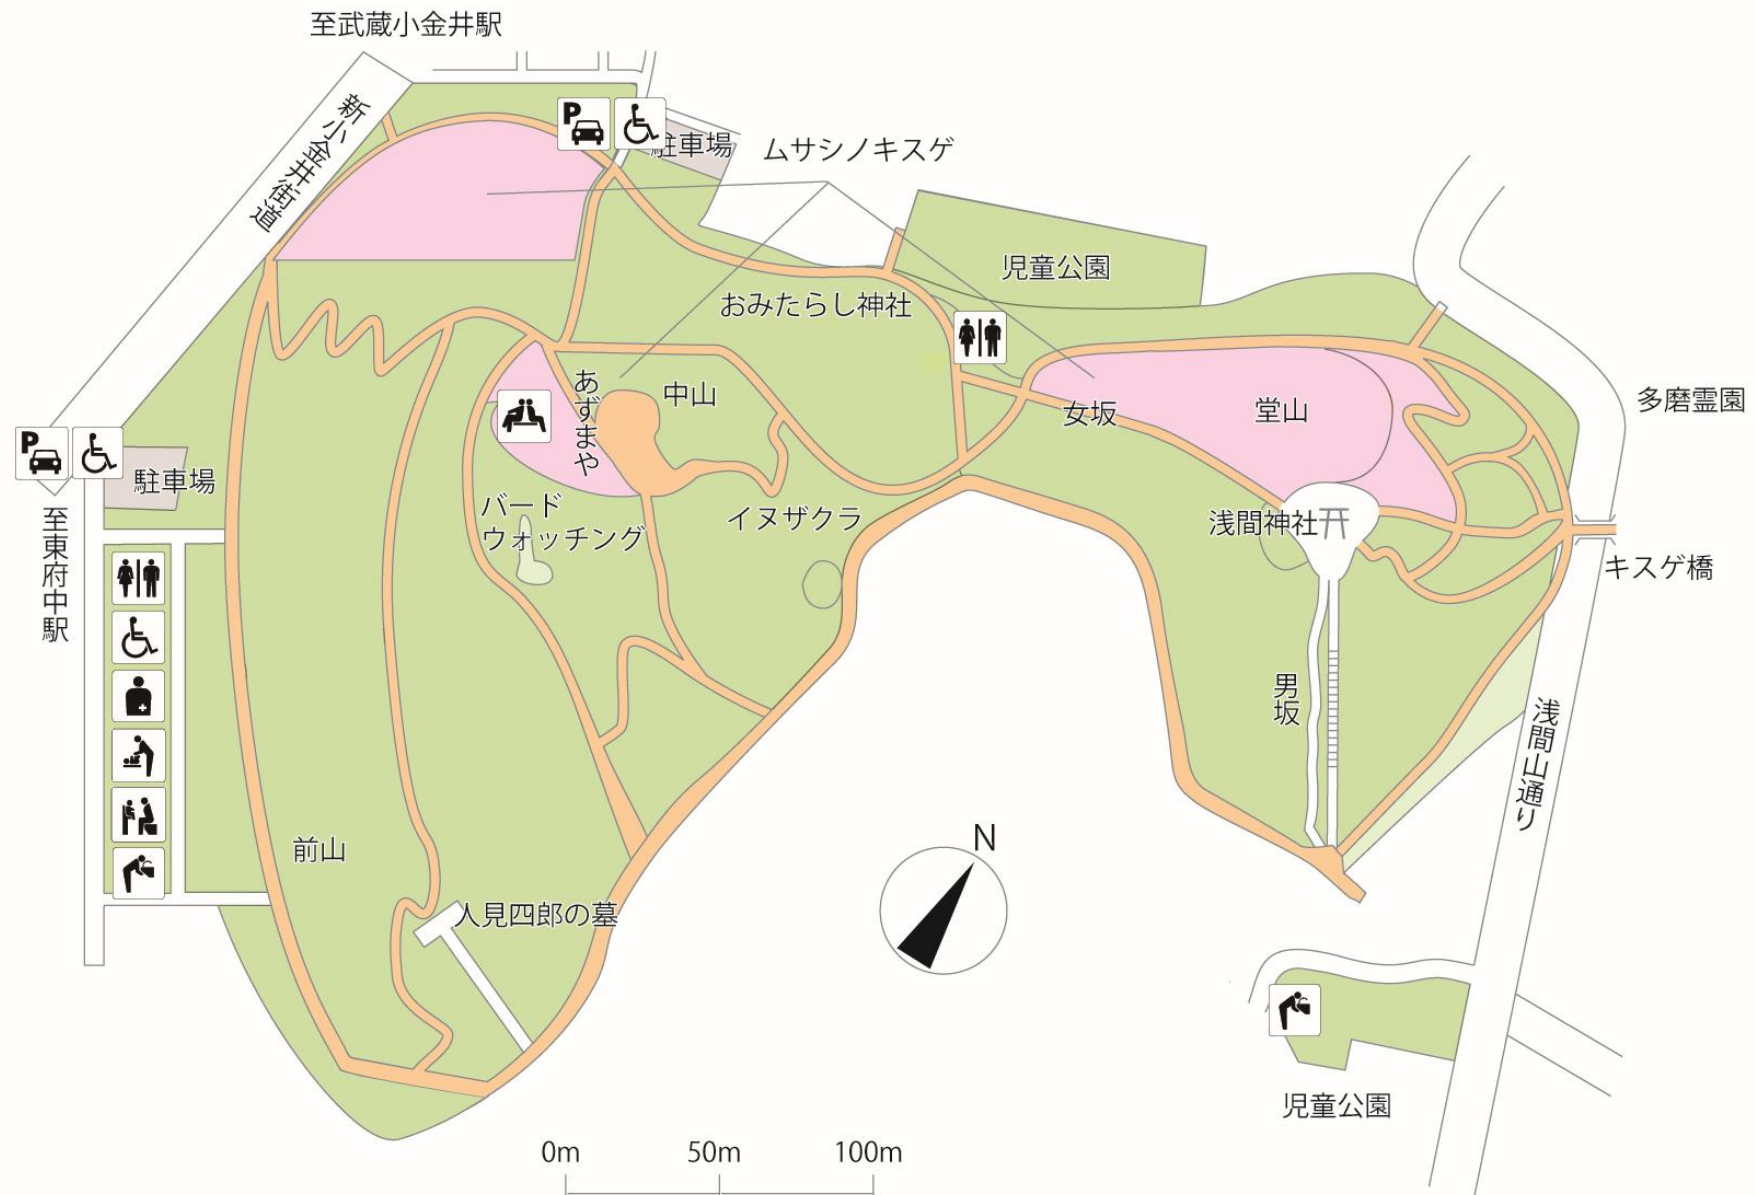 至武蔵小金井駅
新小金井街道
P
駐車場
ムサシノキスゲ
児童公園
おみたらし神社
中山
あずまや
女坂
堂山
多磨霊園
P
駐車場
至東府中駅
バード
ウォッチング
イヌザクラ
浅間神社
キスゲ橋
男坂
浅間山通り
前山
人見四郎の墓
N
児童公園
0m 50m 100m